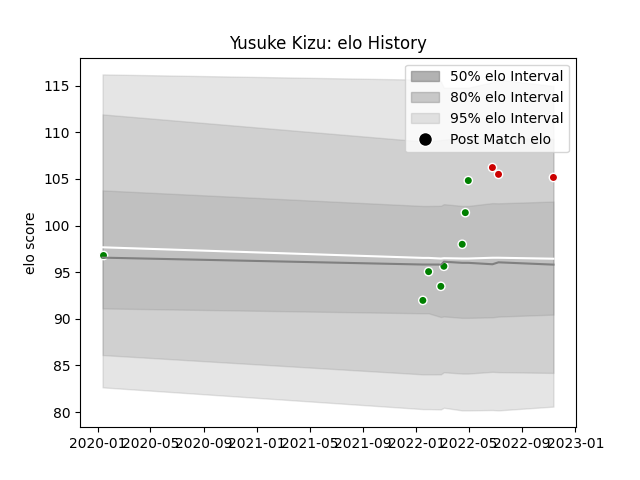 Yusuke Kizu: elo History
50% elo Interval
80% elo Interval
95% elo Interval
Post Match elo
elo score
115
110
105
100
95
90
85
80
2020-01 2020-05 2020-09 2021-01 2021-05 2021-09 2022-01 2022-05 2022-09 2023-01